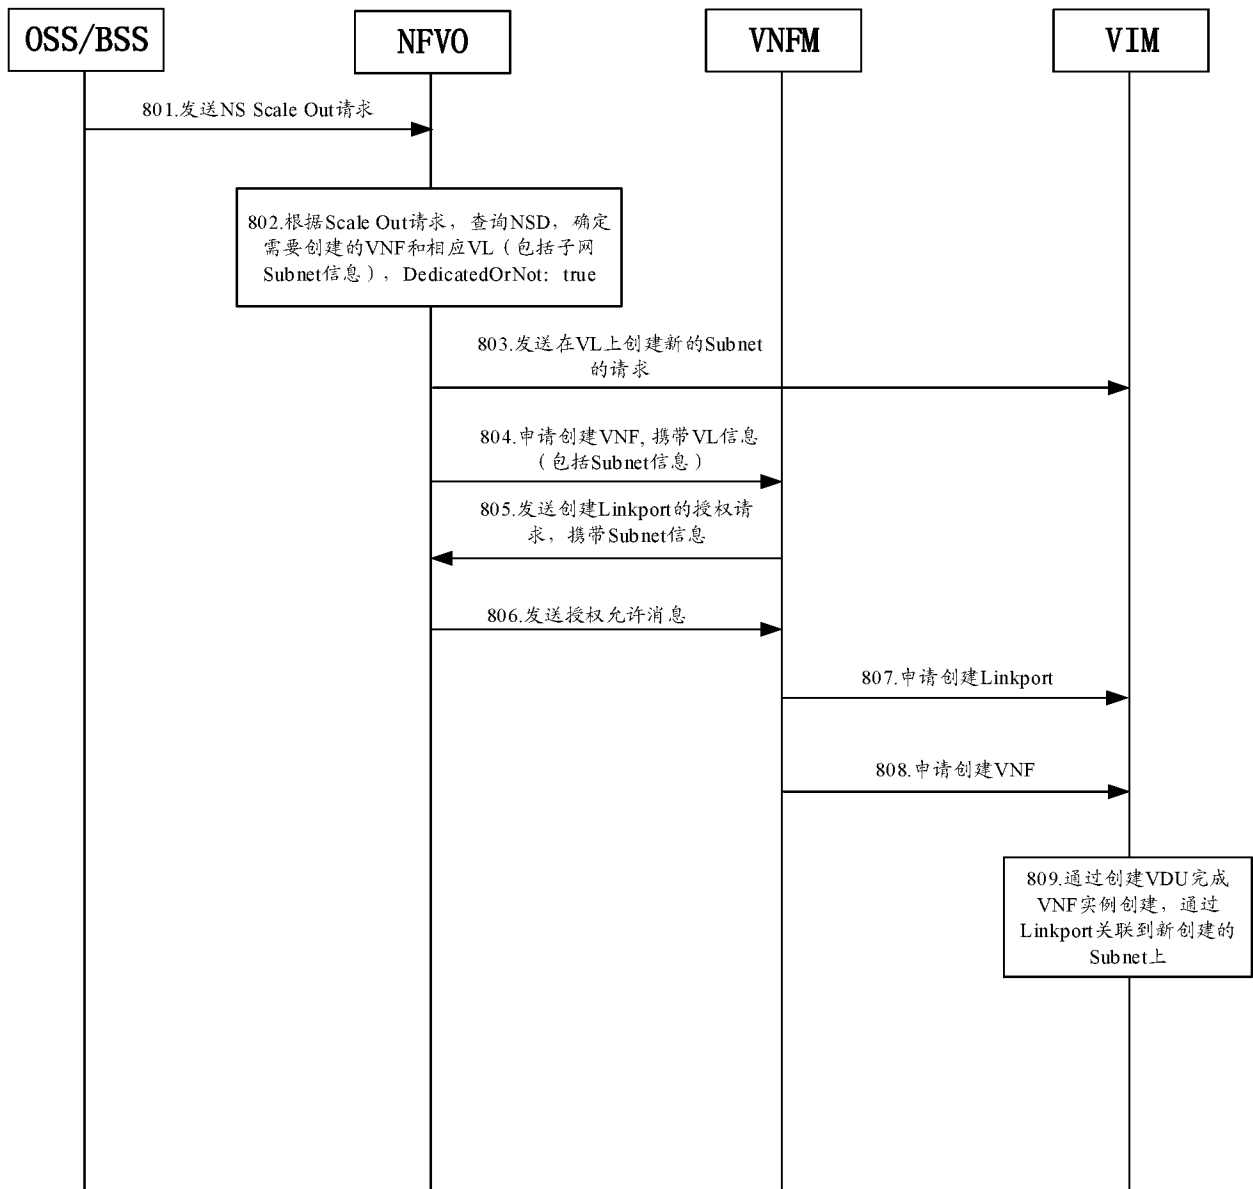 OSS/BSS
NFVO
VNFM
VIM
801.发送NS Scale Out请求
802.根据Scale Out请求，查询NSD，确定
需要创建的VNF和相应VL（包括子网
Subnet信息），DedicatedOrNot: true
803.发送在VL上创建新的Subnet
的请求
804.申请创建VNF, 携带VL信息
（包括Subnet信息）
805.发送创建Linkport的授权请
求，携带Subnet信息
806.发送授权允许消息
807.申请创建Linkport
808.申请创建VNF
809.通过创建VDU完成
VNF实例创建，通过
Linkport关联到新创建的
Subnet上